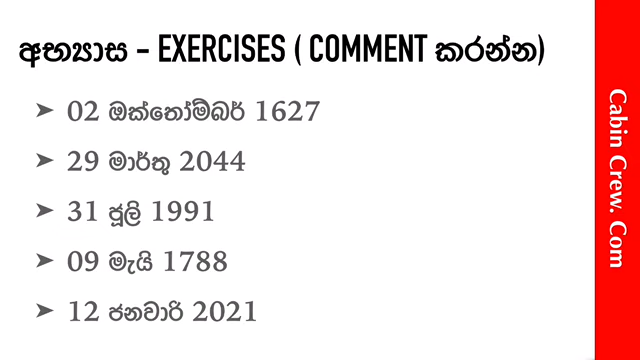 අභ්‍යාස - EXERCISES ( COMMENT කරන්න)
➤ 02 ඔක්තෝම්බර් 1627
➤ 29 මාර්තු 2044
➤ 31 ජූලි 1991
➤ 09 මැයි 1788
➤ 12 ජනවාරි 2021
Cabin Crew. Com